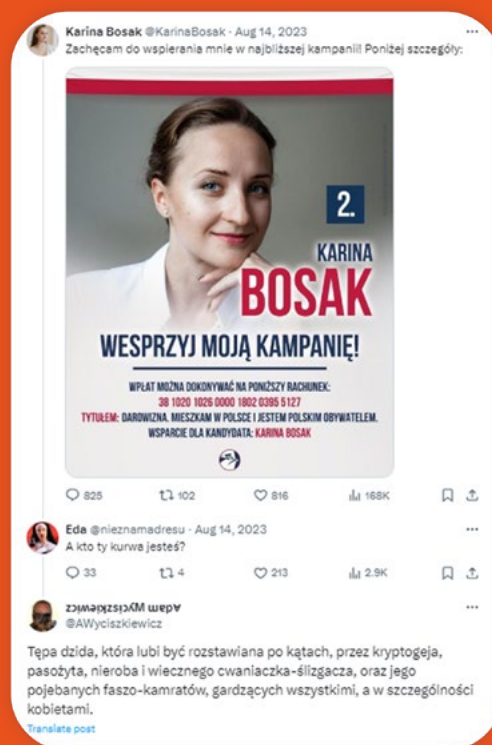 Karina Bosak @KarinaBosak · Aug 14, 2023
Zachęcam do wspierania mnie w najbliższej kampanii! Poniżej szczegóły:
2.
KARINA
BOSAK
WESPRZYJ MOJĄ KAMPANIĘ!
WPŁAT MOŻNA DOKONYWAĆ NA PONIŻSZY RACHUNEK:
38 1020 1026 0000 1802 0395 5127
TYTUŁEM: DAROWIZNA. MIESZKAM W POLSCE I JESTEM POLSKIM OBYWATELEM.
WSPARCIE DLA KANDYDATA: KARINA BOSAK
825 102 816 168K
Eda @nieznamadresu · Aug 14, 2023
A kto ty kurwa jesteś?
33 4 213 2.9K
Adam Myciszkiewicz
@AWyciszkiewicz
Tępa dzida, która lubi być rozstawiana po kątach, przez kryptogeja,
pasożyta, nieroba i wiecznego cwaniaczka-ślizgacza, oraz jego
pojebanych faszo-kamratów, gardzących wszystkimi, a w szczególności
kobietami.
Translate post